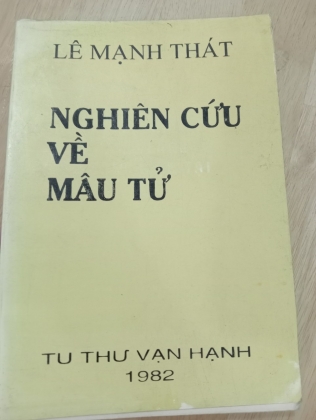 LÊ MẠNH THÁT
NGHIÊN CỨU
VỀ
MÂU TỬ
TU THƯ VẠN HẠNH
1982